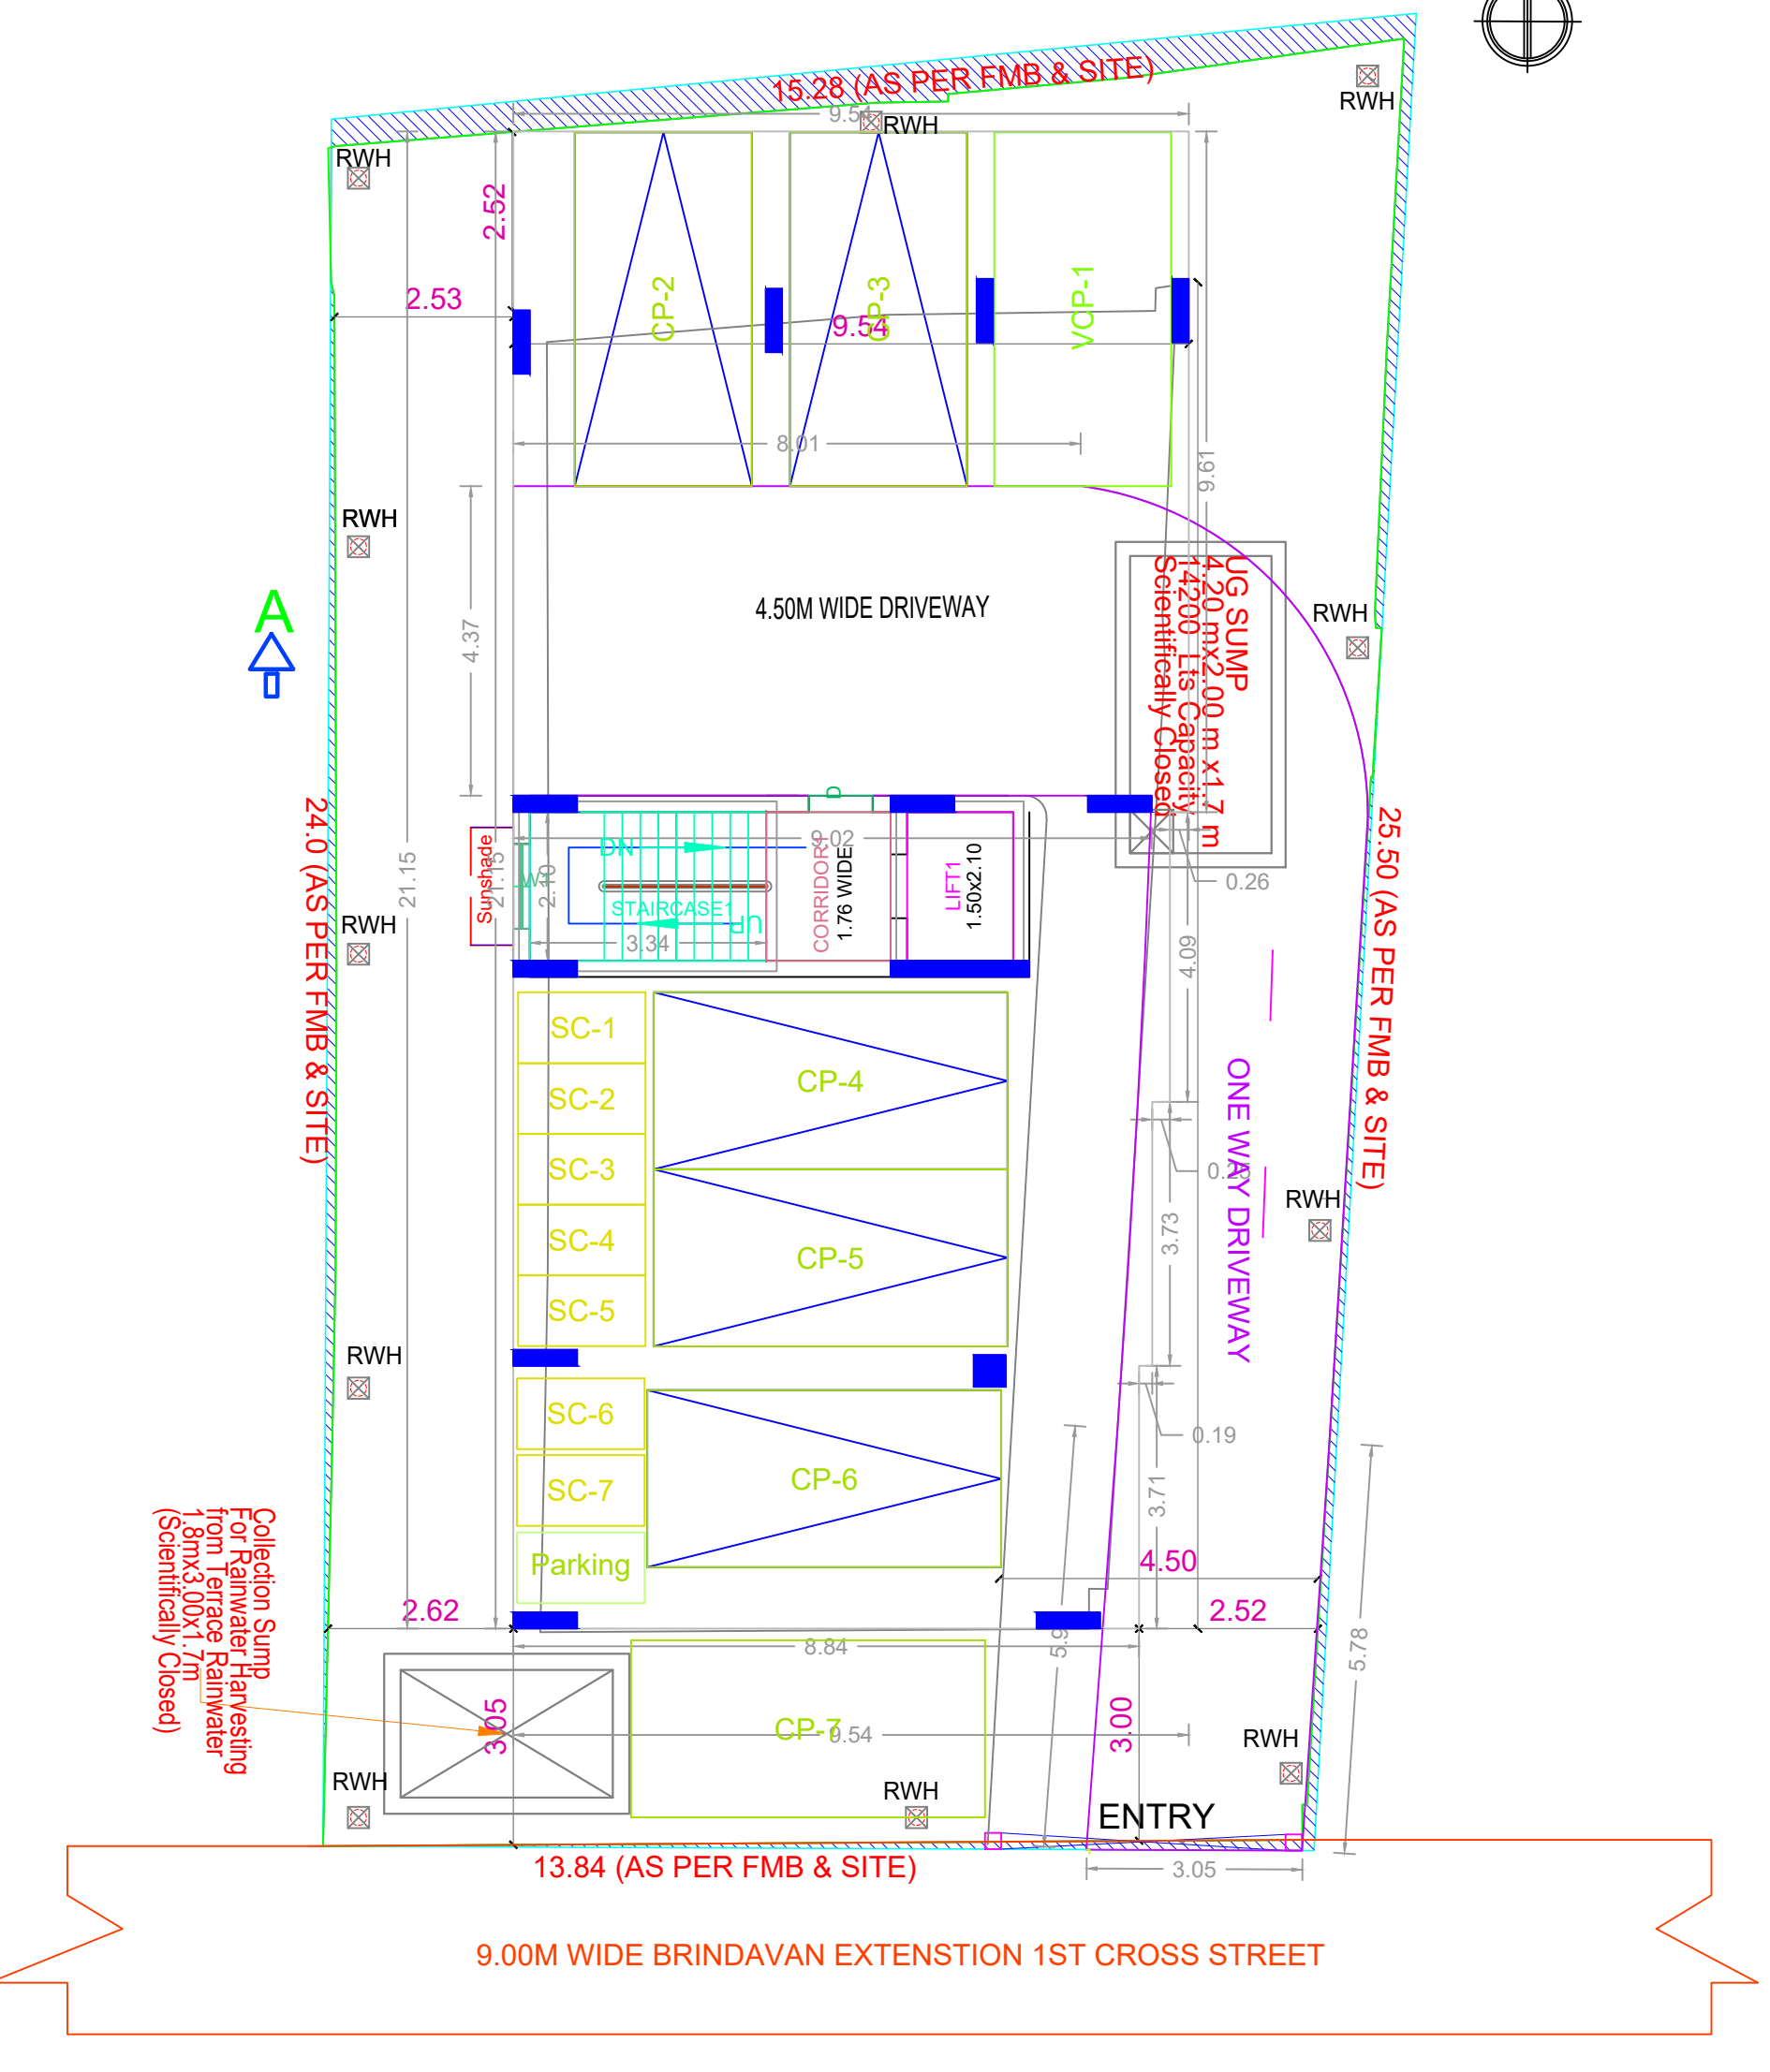 15.28 (AS PER FMB & SITE)
RWH
9.54
RWH
RWH
2.52
2.53
CP-2
CP-3
VOP-1
9.54
8.01
9.61
RWH
4.50M WIDE DRIVEWAY
4.37
A
UG SUMP
4.20 mx2.00 m x1.7 m
14200 Lts Capacity
Scientifically Closed
RWH
24.0 (AS PER FMB & SITE)
25.50 (AS PER FMB & SITE)
21.15
21.15
Sunshade
W
2.10
D
DN
STAIRCASE1
UP
3.34
9.02
CORRIDOR1
1.76 WIDE
LIFT1
1.50x2.10
0.26
RWH
4.09
SC-1
SC-2
SC-3
SC-4
SC-5
CP-4
CP-5
ONE WAY DRIVEWAY
3.73
RWH
RWH
0.19
SC-6
SC-7
Parking
CP-6
3.71
4.50
2.62
2.52
8.84
5.78
Collection Sump
For Rainwater Harvesting
from Terrace Rainwater
1.8mx3.00x1.7m
(Scientifically Closed)
3.05
CP-7
9.54
3.00
RWH
RWH
RWH
ENTRY
13.84 (AS PER FMB & SITE)
3.05
9.00M WIDE BRINDAVAN EXTENSTION 1ST CROSS STREET